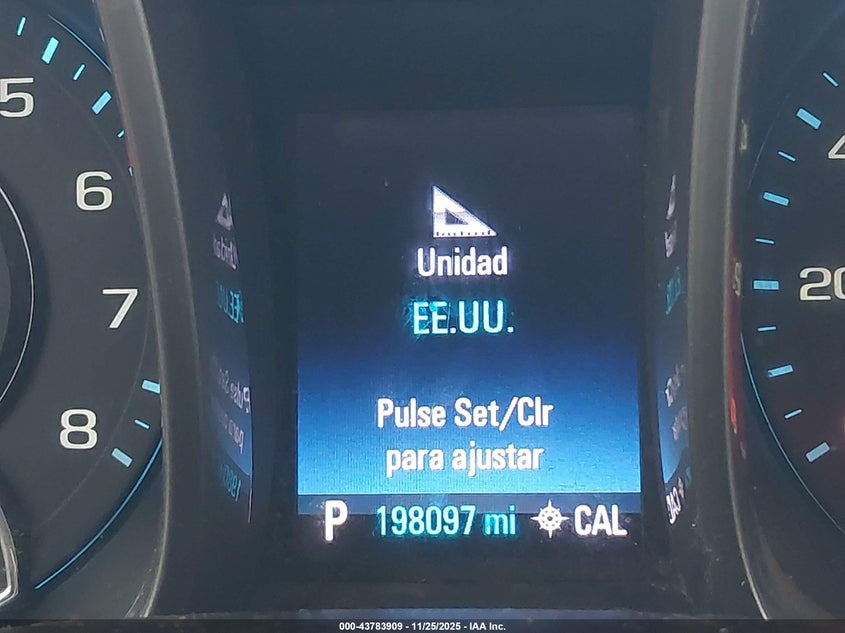 5
6
7
8
Unidad
EE.UU.
Pulse Set/Clr
para ajustar
P 198097 mi CAL
4
20
000-43783909 - 11/25/2025 - IAA Inc.